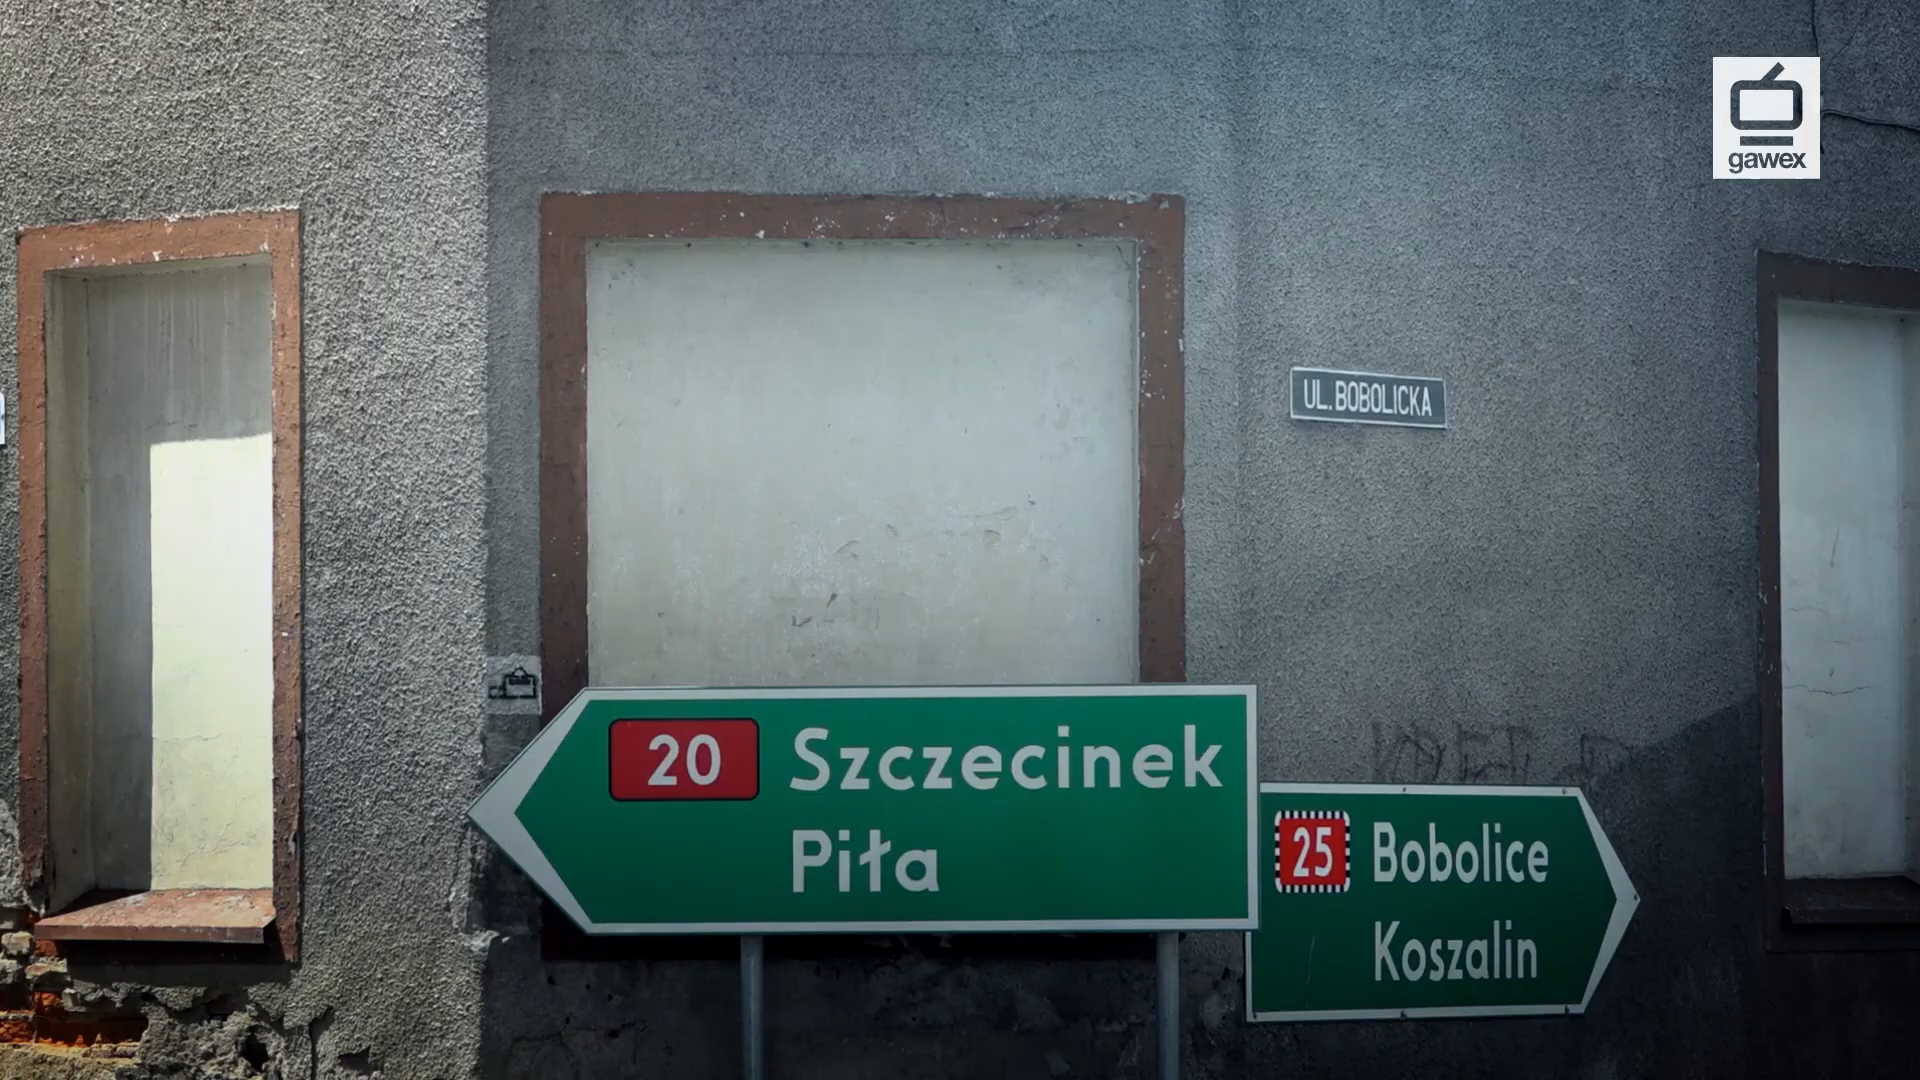 gawex
UL. BOBOLICKA
20 Szczecinek
Piła
25 Bobolice
Koszalin